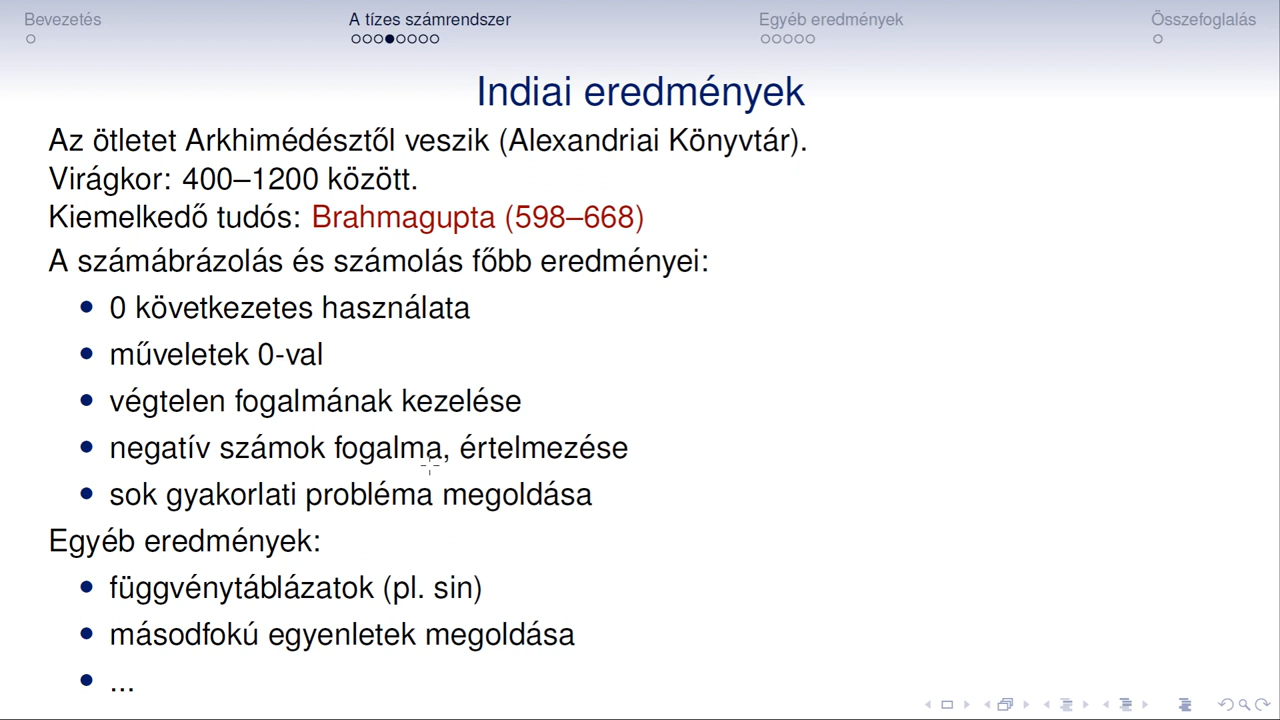 Bevezetés
A tízes számrendszer
Egyéb eredmények
Összefoglalás
Indiai eredmények
Az ötletet Arkhimédésztől veszik (Alexandriai Könyvtár).
Virágkor: 400–1200 között.
Kiemelkedő tudós: Brahmagupta (598–668)
A számábrázolás és számolás főbb eredményei:
• 0 következetes használata
• műveletek 0-val
• végtelen fogalmának kezelése
• negatív számok fogalma, értelmezése
• sok gyakorlati probléma megoldása
Egyéb eredmények:
• függvénytáblázatok (pl. sin)
• másodfokú egyenletek megoldása
• ...